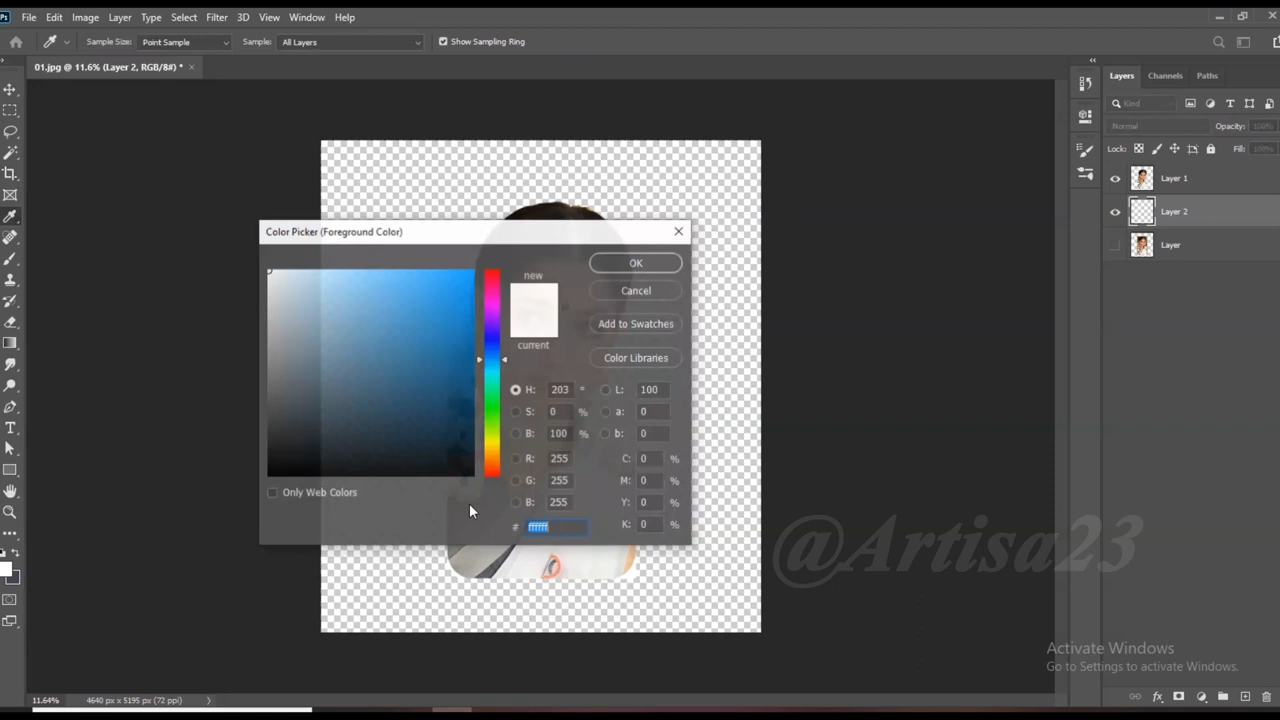 Ps File Edit Image Layer Type Select Filter 3D View Window Help
Sample Size: Point Sample Sample: All Layers Show Sampling Ring
01.jpg @ 11.6% (Layer 2, RGB/8#) * ×
Layers Channels Paths
Kind
Normal Opacity: 100%
Lock: Fill: 100%
Layer 1
Layer 2
Layer
Color Picker (Foreground Color)
OK
new
Cancel
Add to Swatches
current
Color Libraries
H: 203 ° L: 100
S: 0 % a: 0
B: 100 % b: 0
R: 255 C: 0 %
G: 255 M: 0 %
B: 255 Y: 0 %
# ffffff K: 0 %
Only Web Colors
@Artisa23
Activate Windows
Go to Settings to activate Windows.
11.64% 4640 px x 5195 px (72 ppi)